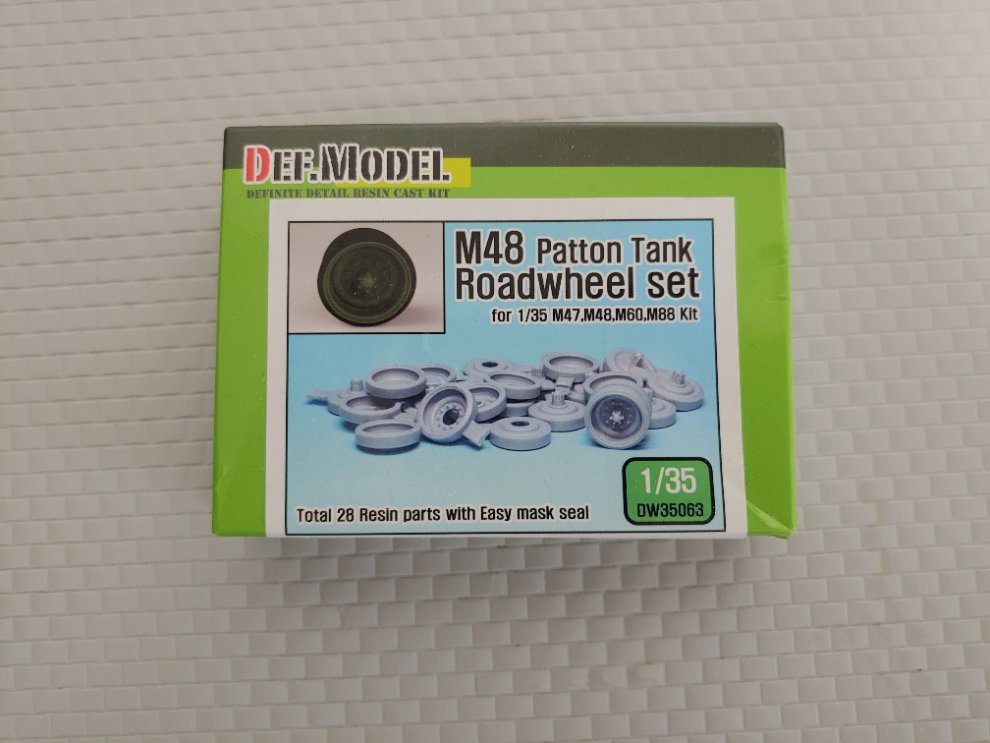 DEF.MODEL
DEFINITE DETAIL RESIN CAST KIT
M48 Patton Tank
Roadwheel set
for 1/35 M47,M48,M60,M88 Kit
1/35
Total 28 Resin parts with Easy mask seal
DW35063